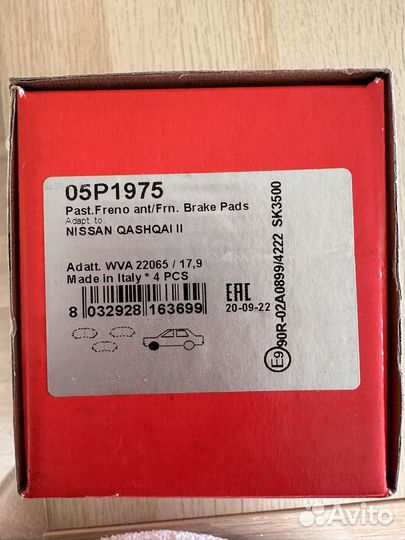 05P1975
Past.Freno ant/Frn. Brake Pads
Adapt to.
NISSAN QASHQAI II
Adatt. WVA 22065 / 17,9
Made in Italy * 4 PCS
8 032928 163699
EAC
20-09-22
E9 90R-02A0899/4222 SK3500
Avito